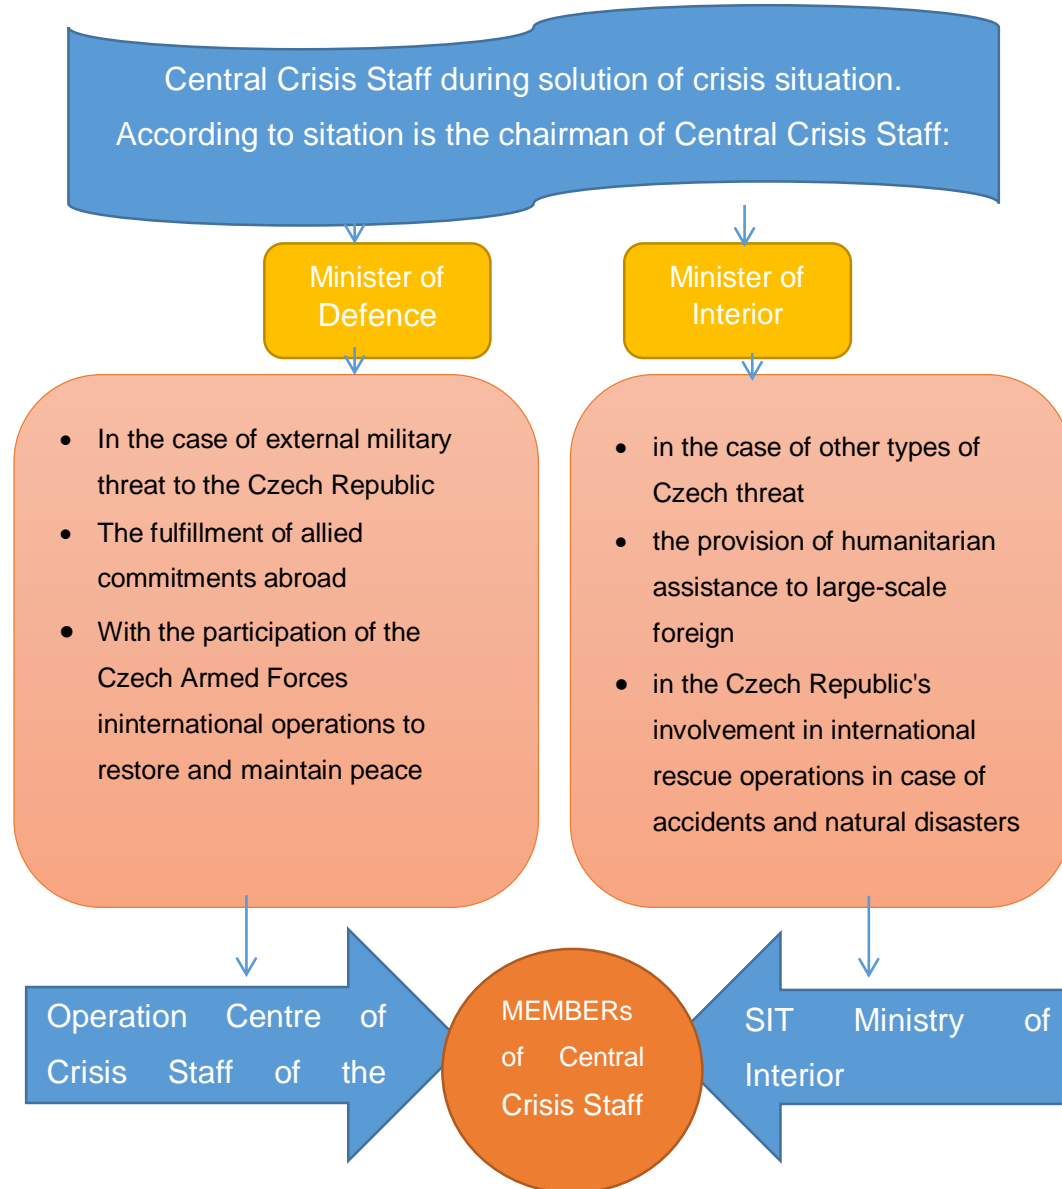 Central Crisis Staff during solution of crisis situation.
According to sitation is the chairman of Central Crisis Staff:
Minister of
Defence
Minister of
Interior
• In the case of external military
threat to the Czech Republic
• The fulfillment of allied
commitments abroad
• With the participation of the
Czech Armed Forces
ininternational operations to
restore and maintain peace
• in the case of other types of
Czech threat
• the provision of humanitarian
assistance to large-scale
foreign
• in the Czech Republic's
involvement in international
rescue operations in case of
accidents and natural disasters
Operation Centre of
Crisis Staff of the
MEMBERs
of Central
Crisis Staff
SIT Ministry of
Interior